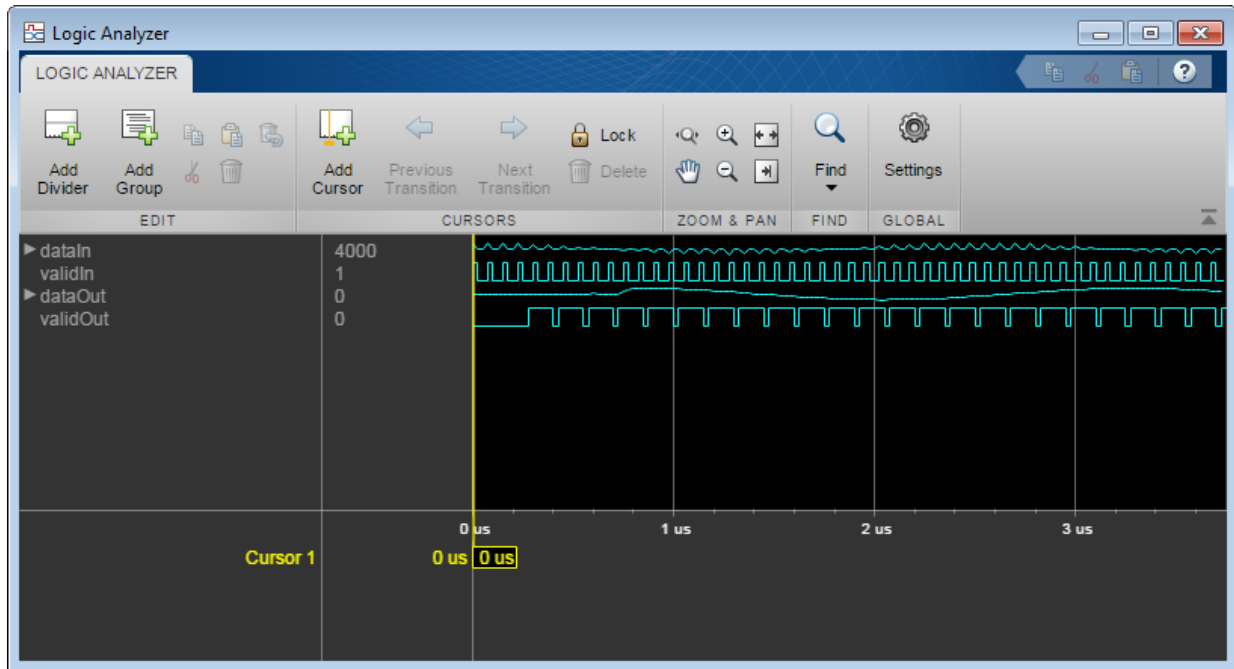 Logic Analyzer
LOGIC ANALYZER
?
Add Divider
Add Group
Add Cursor
Previous Transition
Next Transition
Lock
Delete
Find
Settings
EDIT
CURSORS
ZOOM & PAN
FIND
GLOBAL
dataIn 4000
validIn 1
dataOut 0
validOut 0
0 us 1 us 2 us 3 us
Cursor 1 0 us 0 us